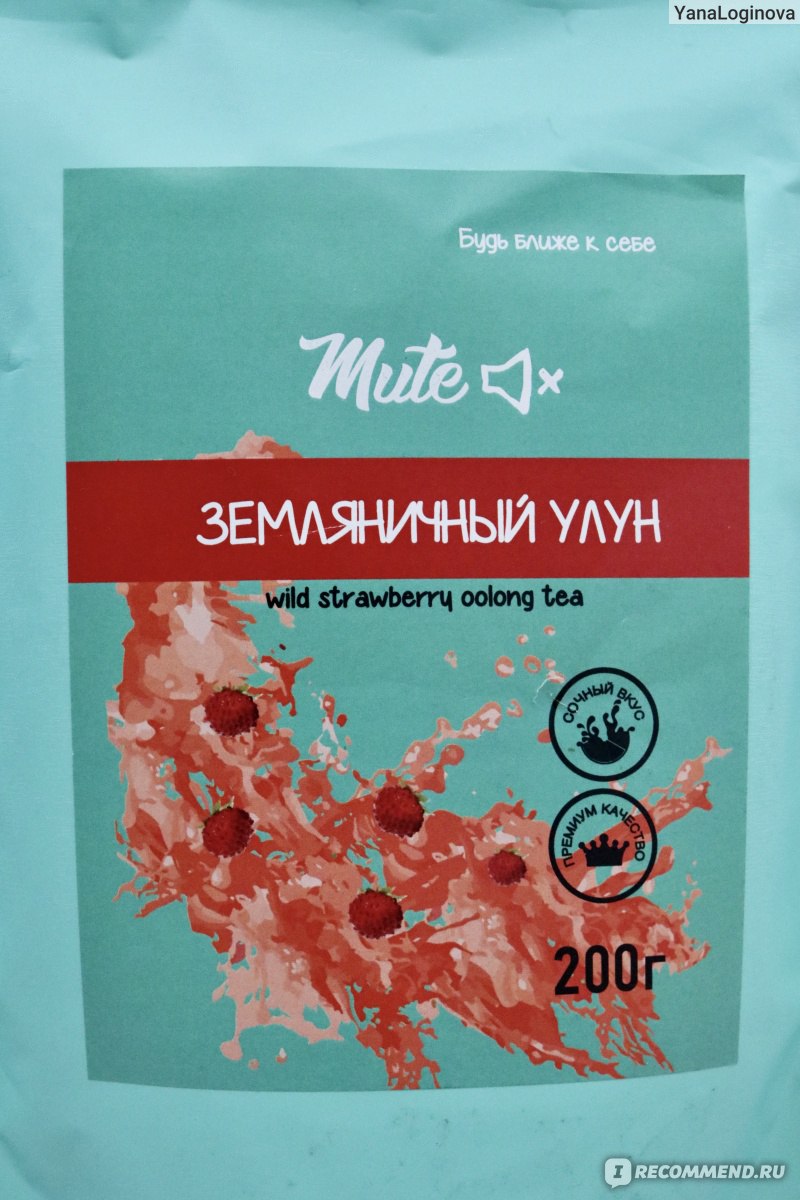 YanaLoginova
Будь ближе к себе
Mute
ЗЕМЛЯНИЧНЫЙ УЛУН
wild strawberry oolong tea
СОЧНЫЙ ВКУС
ПРЕМИУМ КАЧЕСТВО
200г
I RECOMMEND.RU